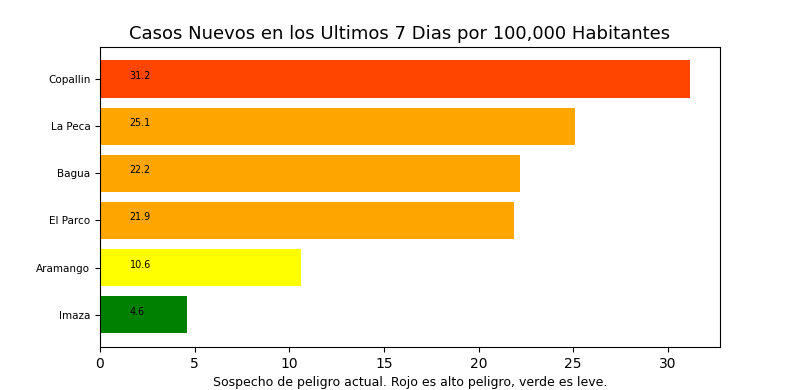 Casos Nuevos en los Ultimos 7 Dias por 100,000 Habitantes
Copallin 31.2
La Peca 25.1
Bagua 22.2
El Parco 21.9
Aramango 10.6
Imaza 4.6
0 5 10 15 20 25 30
Sospecho de peligro actual. Rojo es alto peligro, verde es leve.